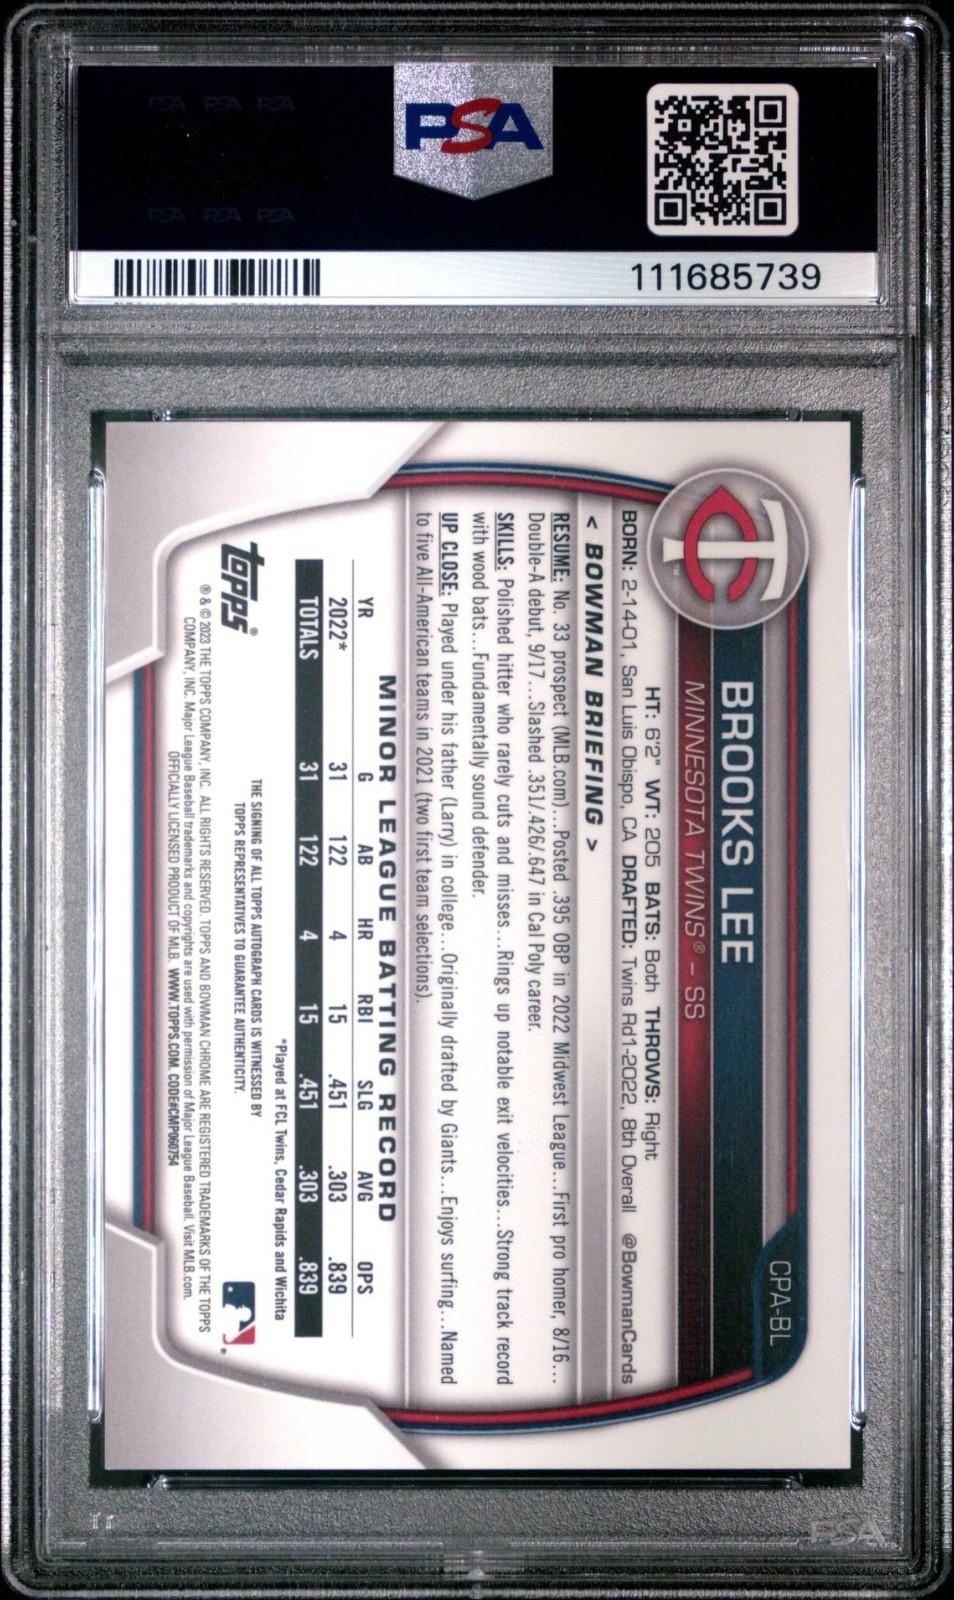 PSA PSA PSA
PSA
PSA PSA PSA
111685739
CPA-BL
BROOKS LEE
MINNESOTA TWINS® – SS
HT: 6'2" WT: 205 BATS: Both THROWS: Right
BORN: 2-14-01, San Luis Obispo, CA DRAFTED: Twins Rd1-2022, 8th Overall @BowmanCards
< BOWMAN BRIEFING >
RESUME: No. 33 prospect (MLB.com)...Posted .395 OBP in 2022 Midwest League...First pro homer, 8/16...
Double-A debut, 9/17...Slashed .351/.426/.647 in Cal Poly career.
SKILLS: Polished hitter who rarely cuts and misses...Rings up notable exit velocities...Strong track record
with wood bats...Fundamentally sound defender.
UP CLOSE: Played under his father (Larry) in college...Originally drafted by Giants...Enjoys surfing...Named
to five All-American teams in 2021 (two first team selections).
MINOR LEAGUE BATTING RECORD
YR G AB HR RBI SLG AVG OPS
2022* 31 122 4 15 .451 .303 .839
TOTALS 31 122 4 15 .451 .303 .839
*Played at FCL Twins, Cedar Rapids and Wichita
topps®
THE SIGNING OF ALL TOPPS AUTOGRAPH CARDS IS WITNESSED BY
TOPPS REPRESENTATIVES TO GUARANTEE AUTHENTICITY.
® & © 2023 THE TOPPS COMPANY, INC. ALL RIGHTS RESERVED. TOPPS AND BOWMAN CHROME ARE REGISTERED TRADEMARKS OF THE TOPPS
COMPANY, INC. Major League Baseball trademarks and copyrights are used with permission of Major League Baseball. Visit MLB.com.
OFFICIALLY LICENSED PRODUCT OF MLB. WWW.TOPPS.COM. CODE#CMP060754
PSA